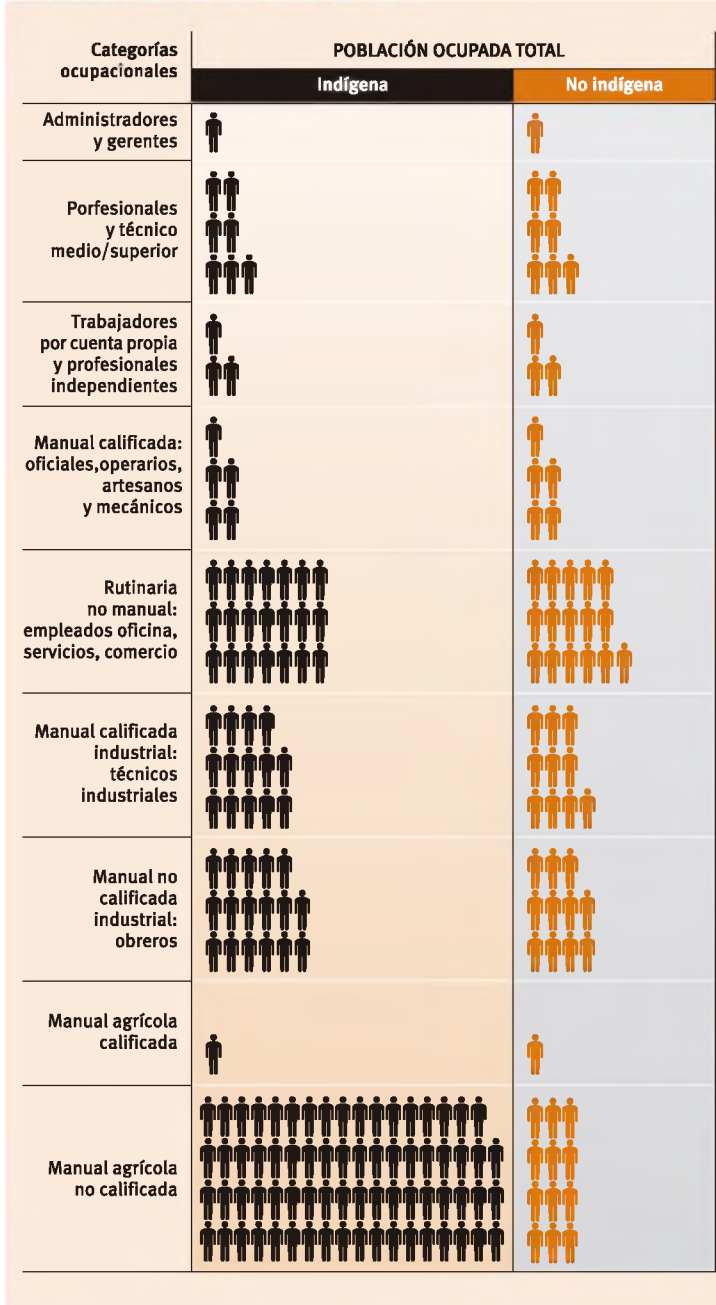 Categorías
ocupacionales
POBLACIÓN OCUPADA TOTAL
Indígena
No indígena
Administradores
y gerentes
Porfesionales
y técnico
medio/superior
Trabajadores
por cuenta propia
y profesionales
independientes
Manual calificada:
oficiales,operarios,
artesanos
y mecánicos
Rutinaria
no manual:
empleados oficina,
servicios, comercio
Manual calificada
industrial:
técnicos
industriales
Manual no
calificada
industrial:
obreros
Manual agrícola
calificada
Manual agrícola
no calificada